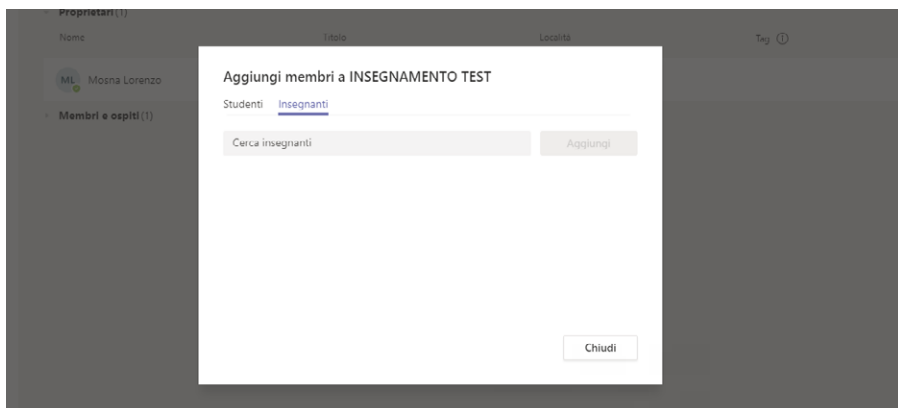 Proprietari (1)
Nome Titolo Località Tag
ML Mosna Lorenzo
Membri e ospiti (1)
Aggiungi membri a INSEGNAMENTO TEST
Studenti Insegnanti
Cerca insegnanti Aggiungi
Chiudi